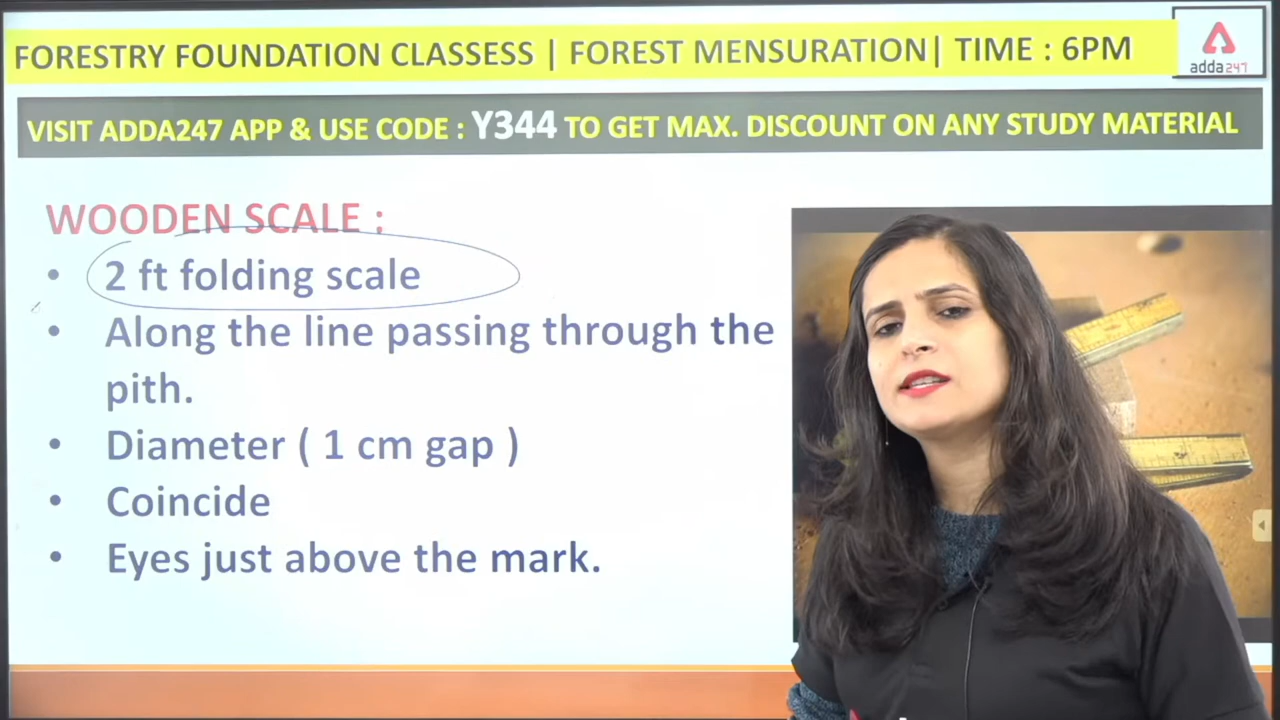 FORESTRY FOUNDATION CLASSESS | FOREST MENSURATION| TIME : 6PM
adda247
VISIT ADDA247 APP & USE CODE : Y344 TO GET MAX. DISCOUNT ON ANY STUDY MATERIAL
WOODEN SCALE :
• 2 ft folding scale
• Along the line passing through the
pith.
• Diameter ( 1 cm gap )
• Coincide
• Eyes just above the mark.